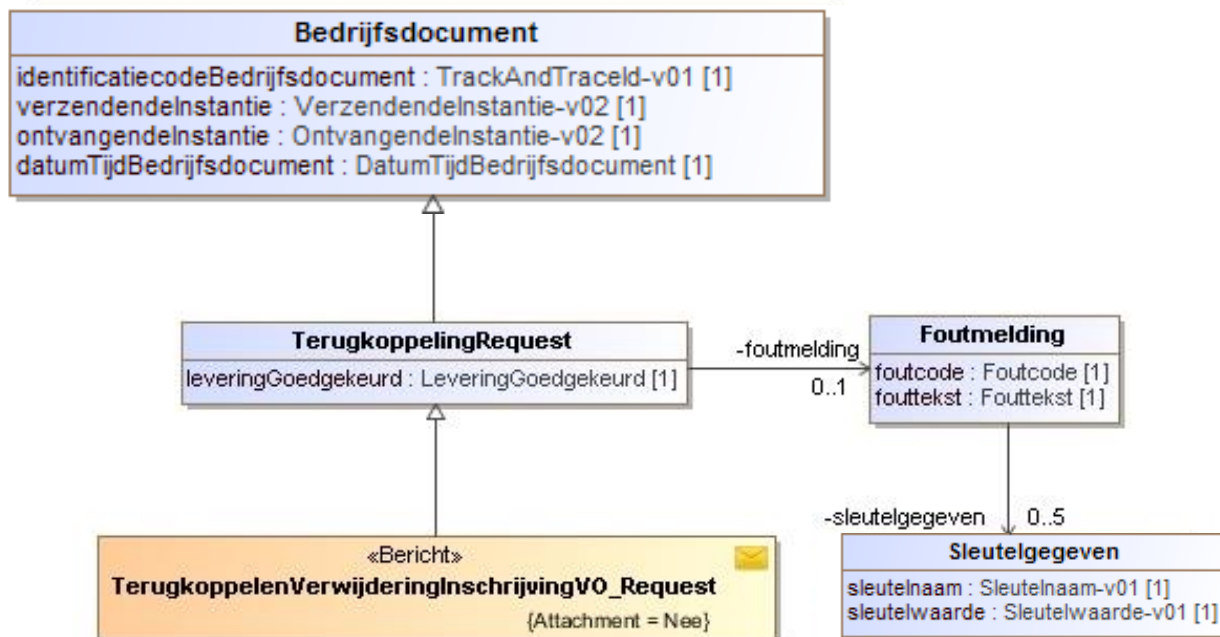 Bedrijfsdocument
identificatiecodeBedrijfsdocument : TrackAndTraceId-v01 [1]
verzendendeInstantie : VerzendendeInstantie-v02 [1]
ontvangendeInstantie : OntvangendeInstantie-v02 [1]
datumTijdBedrijfsdocument : DatumTijdBedrijfsdocument [1]
TerugkoppelingRequest
leveringGoedgekeurd : LeveringGoedgekeurd [1]
-foutmelding
0..1
Foutmelding
foutcode : Foutcode [1]
fouttekst : Fouttekst [1]
-sleutelgegeven 0..5
«Bericht»
TerugkoppelenVerwijderingInschrijvingVO_Request
{Attachment = Nee}
Sleutelgegeven
sleutelnaam : Sleutelnaam-v01 [1]
sleutelwaarde : Sleutelwaarde-v01 [1]